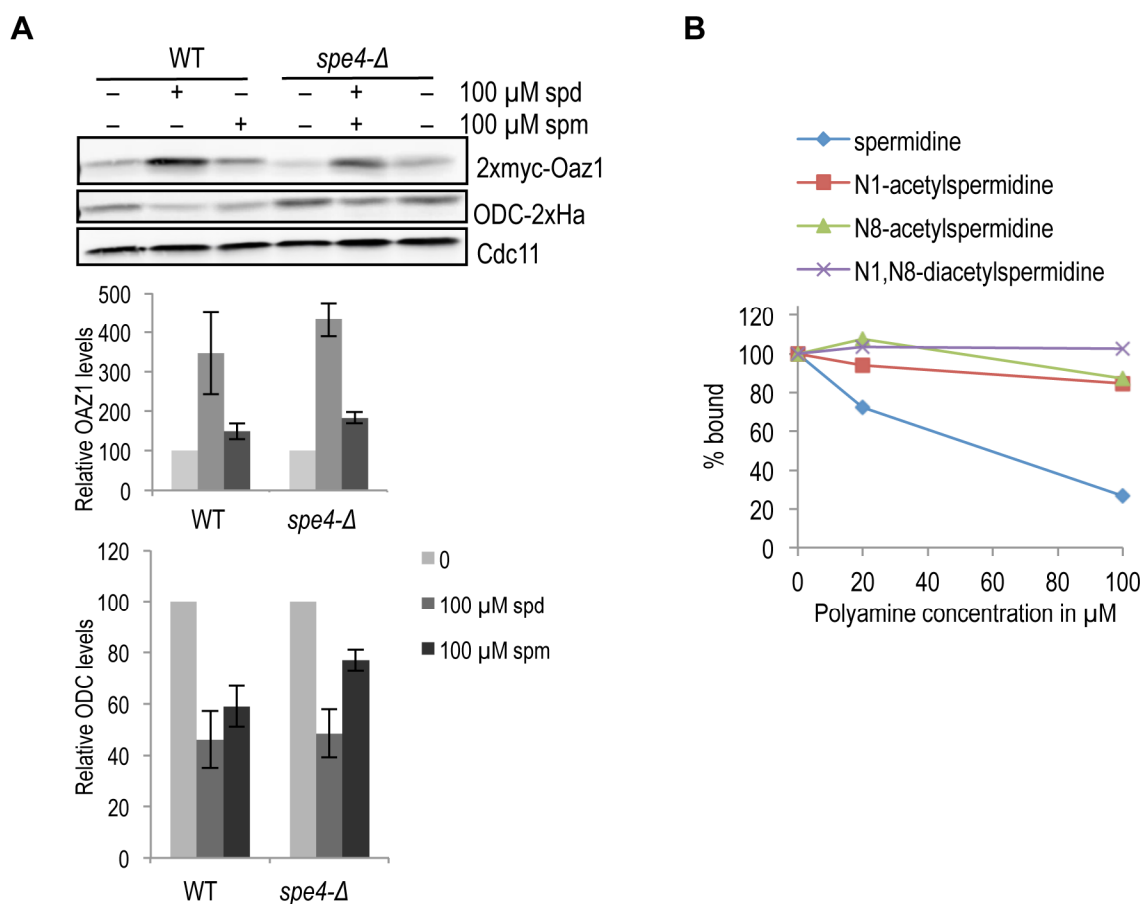 A
B
WT spe4-Δ
– + – – + – 100 µM spd
– – + – + – 100 µM spm
2xmyc-Oaz1
ODC-2xHa
Cdc11
Relative OAZ1 levels
500
400
300
200
100
0
WT spe4-Δ
Relative ODC levels
120
100
80
60
40
20
0
WT spe4-Δ
0
100 µM spd
100 µM spm
spermidine
N1-acetylspermidine
N8-acetylspermidine
N1,N8-diacetylspermidine
% bound
120
100
80
60
40
20
0
0 20 40 60 80 100
Polyamine concentration in µM